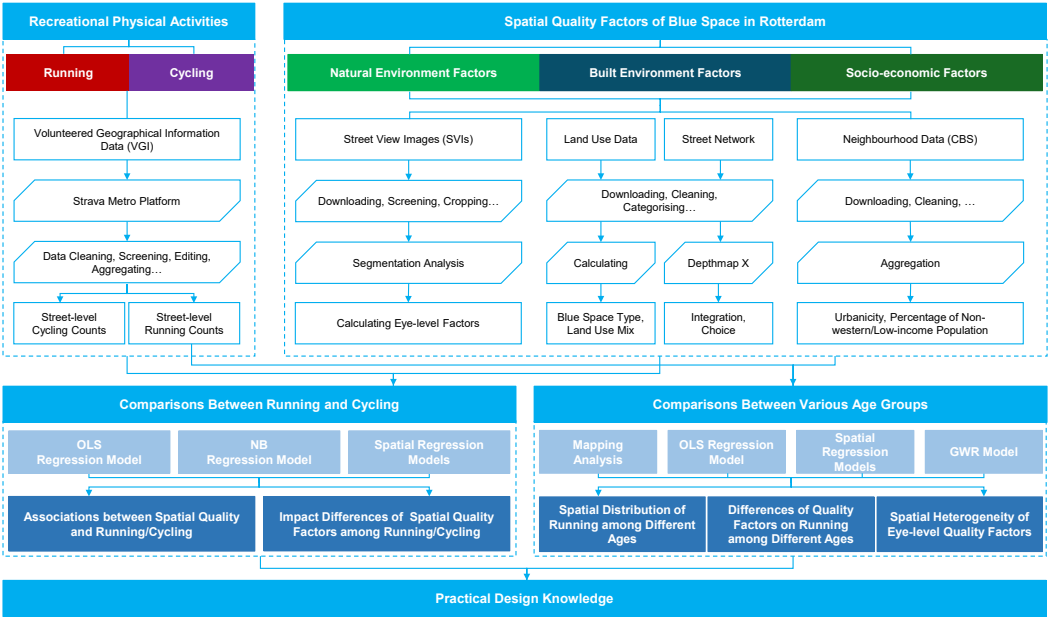 Recreational Physical Activities
Spatial Quality Factors of Blue Space in Rotterdam
Running
Cycling
Natural Environment Factors
Built Environment Factors
Socio-economic Factors
Volunteered Geographical Information
Data (VGI)
Street View Images (SVIs)
Land Use Data
Street Network
Neighbourhood Data (CBS)
Strava Metro Platform
Downloading, Screening, Cropping…
Downloading, Cleaning,
Categorising…
Downloading, Cleaning, …
Data Cleaning, Screening, Editing,
Aggregating…
Segmentation Analysis
Calculating
Depthmap X
Aggregation
Street-level
Cycling Counts
Street-level
Running Counts
Calculating Eye-level Factors
Blue Space Type,
Land Use Mix
Integration,
Choice
Urbanicity, Percentage of Non-
western/Low-income Population
Comparisons Between Running and Cycling
Comparisons Between Various Age Groups
OLS
Regression Model
NB
Regression Model
Spatial Regression
Models
Mapping
Analysis
OLS Regression
Model
Spatial
Regression
Models
GWR Model
Associations between Spatial Quality
and Running/Cycling
Impact Differences of Spatial Quality
Factors among Running/Cycling
Spatial Distribution of
Running among Different
Ages
Differences of Quality
Factors on Running
among Different Ages
Spatial Heterogeneity of
Eye-level Quality Factors
Practical Design Knowledge